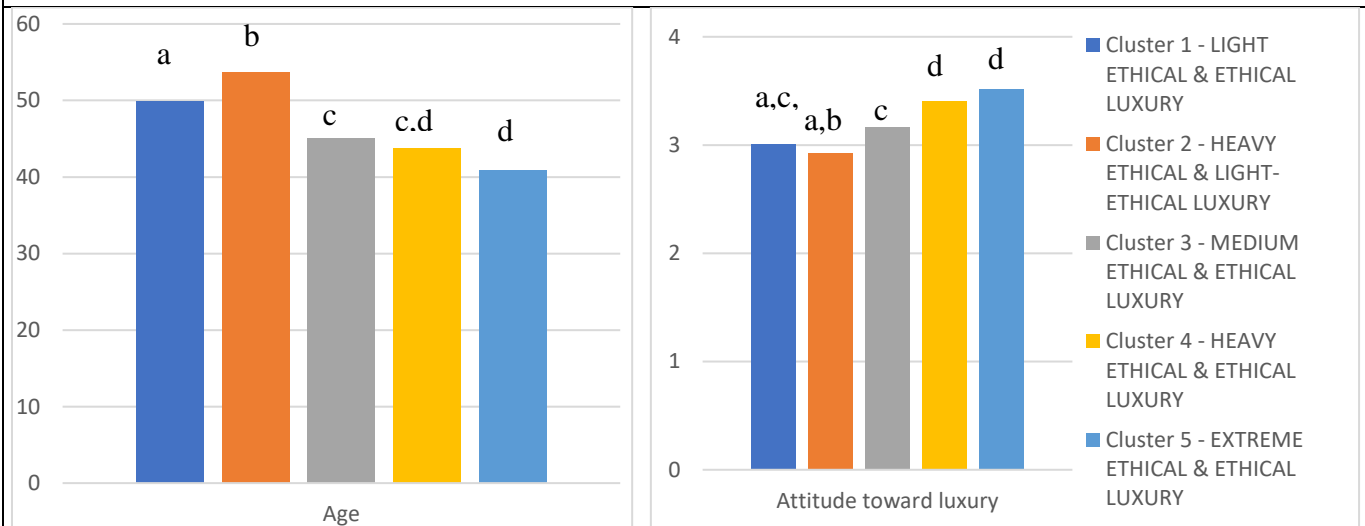 60
50
40
30
20
10
0
a
b
c
c,d
d
Age
4
3
2
1
0
a,c,
a,b
c
d
d
Attitude toward luxury
Cluster 1 - LIGHT
ETHICAL & ETHICAL
LUXURY
Cluster 2 - HEAVY
ETHICAL & LIGHT-
ETHICAL LUXURY
Cluster 3 - MEDIUM
ETHICAL & ETHICAL
LUXURY
Cluster 4 - HEAVY
ETHICAL & ETHICAL
LUXURY
Cluster 5 - EXTREME
ETHICAL & ETHICAL
LUXURY